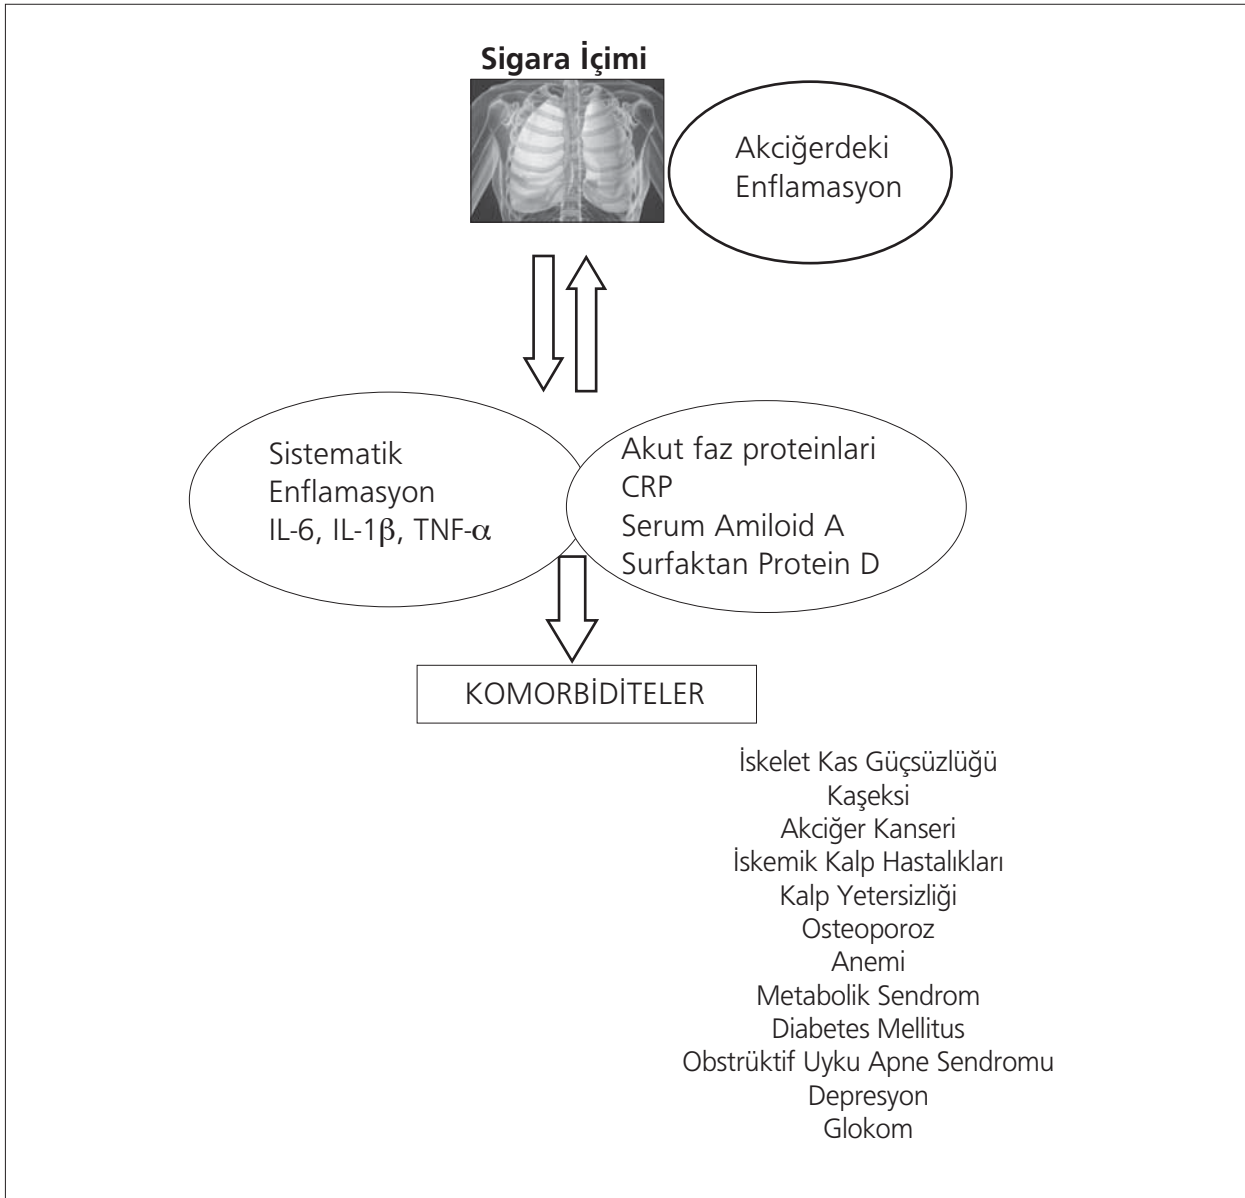 Sigara İçimi
Akciğerdeki
Enflamasyon
Sistematik
Enflamasyon
IL-6, IL-1β, TNF-α
Akut faz proteinlari
CRP
Serum Amiloid A
Surfaktan Protein D
KOMORBİDİTELER
İskelet Kas Güçsüzlüğü
Kaşeksi
Akciğer Kanseri
İskemik Kalp Hastalıkları
Kalp Yetersizliği
Osteoporoz
Anemi
Metabolik Sendrom
Diabetes Mellitus
Obstrüktif Uyku Apne Sendromu
Depresyon
Glokom